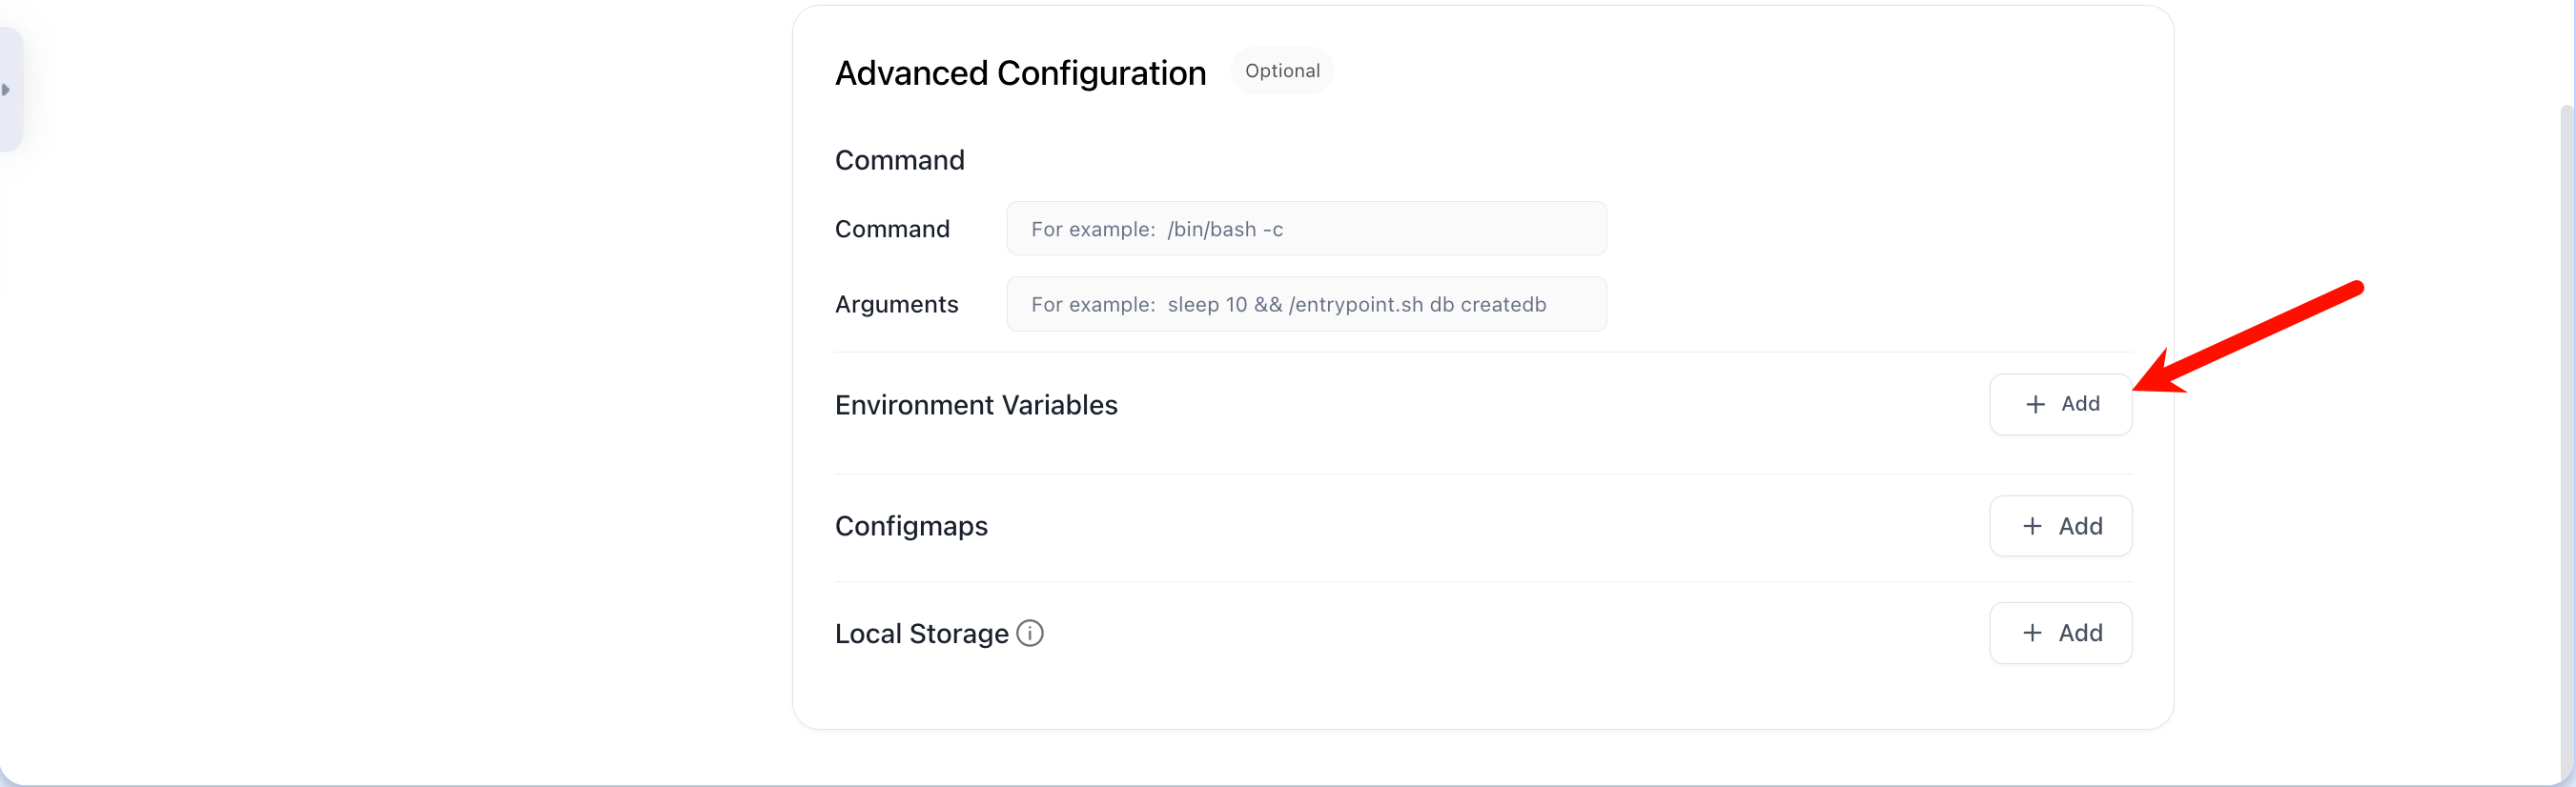 Advanced Configuration Optional
Command
Command For example: /bin/bash -c
Arguments For example: sleep 10 && /entrypoint.sh db createdb
Environment Variables + Add
Configmaps + Add
Local Storage + Add